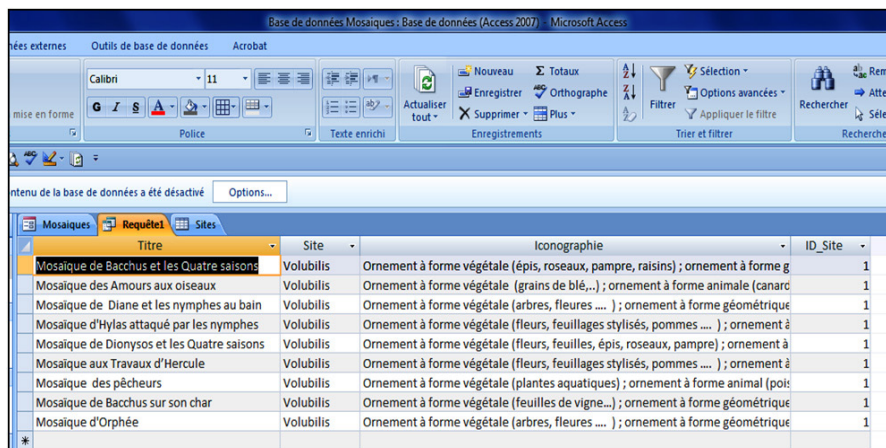 Base de données Mosaiques : Base de données (Access 2007) - Microsoft Access
nées externes Outils de base de données Acrobat
Calibri 11
Nouveau Totaux Sélection
Enregistrer Orthographe Options avancées
mise en forme G I S A Actualiser tout Supprimer Plus Filtrer Appliquer le filtre Rechercher
Police Texte enrichi Enregistrements Trier et filtrer Recherche
ntenu de la base de données a été désactivé Options...
Mosaiques Requête1 Sites
Titre Site Iconographie ID_Site
Mosaïque de Bacchus et les Quatre saisons Volubilis Ornement à forme végétale (épis, roseaux, pampre, raisins) ; ornement à forme g 1
Mosaïque des Amours aux oiseaux Volubilis Ornement à forme végétale (grains de blé,..) ; ornement à forme animale (canard 1
Mosaïque de Diane et les nymphes au bain Volubilis Ornement à forme végétale (arbres, fleures .... ) ; ornement à forme géométrique 1
Mosaïque d'Hylas attaqué par les nymphes Volubilis Ornement à forme végétale (fleurs, feuillages stylisés, pommes .... ) ; ornement à 1
Mosaïque de Dionysos et les Quatre saisons Volubilis Ornement à forme végétale (fleurs, feuilles, épis, roseaux, pampre) ; ornement à 1
Mosaïque aux Travaux d'Hercule Volubilis Ornement à forme végétale (fleurs, feuillages stylisés, pommes .... ) ; ornement à 1
Mosaïque des pêcheurs Volubilis Ornement à forme végétale (plantes aquatiques) ; ornement à forme animal (pois 1
Mosaïque de Bacchus sur son char Volubilis Ornement à forme végétale (feuilles de vigne...) ; ornement à forme géométrique 1
Mosaïque d'Orphée Volubilis Ornement à forme végétale (arbres, fleures .... ) ; ornement à forme géométrique 1